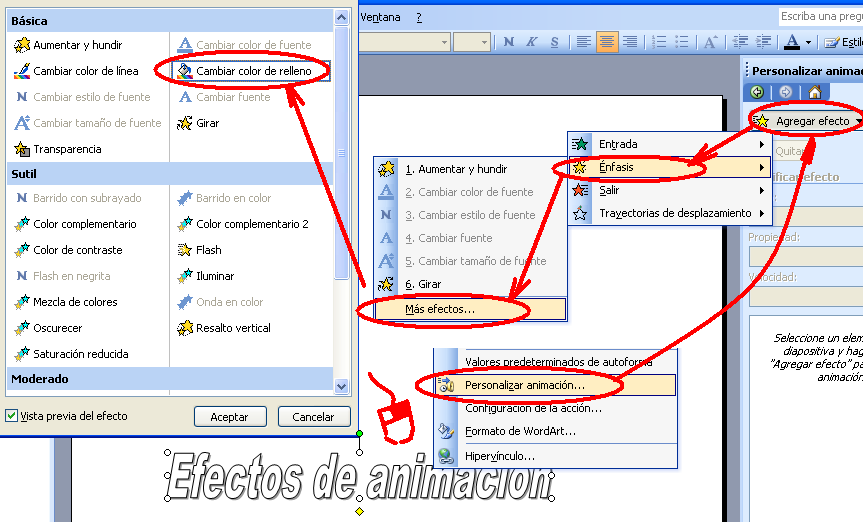 Básica
Aumentar y hundir
Cambiar color de fuente
Cambiar color de línea
Cambiar color de relleno
Cambiar estilo de fuente
Cambiar fuente
Cambiar tamaño de fuente
Girar
Transparencia
Sutil
Barrido con subrayado
Barrido en color
Color complementario
Color complementario 2
Color de contraste
Flash
Flash en negrita
Iluminar
Mezcla de colores
Onda en color
Oscurecer
Resalto vertical
Saturación reducida
Moderado
Vista previa del efecto
Aceptar
Cancelar
Ventana ?
Escriba una pregu
N K S
A
A
Estilo
Personalizar animac
Agregar efecto
Quitar
ificar efecto
Propiedad:
Velocidad:
Seleccione un elem
diapositiva y hag
"Agregar efecto" pa
animación.
Entrada
Énfasis
Salir
Trayectorias de desplazamiento
1. Aumentar y hundir
2. Cambiar color de fuente
3. Cambiar estilo de fuente
4. Cambiar fuente
5. Cambiar tamaño de fuente
6. Girar
Más efectos...
Valores predeterminados de autoforma
Personalizar animación...
Configuración de la acción...
Formato de WordArt...
Hipervínculo...
Efectos de animación